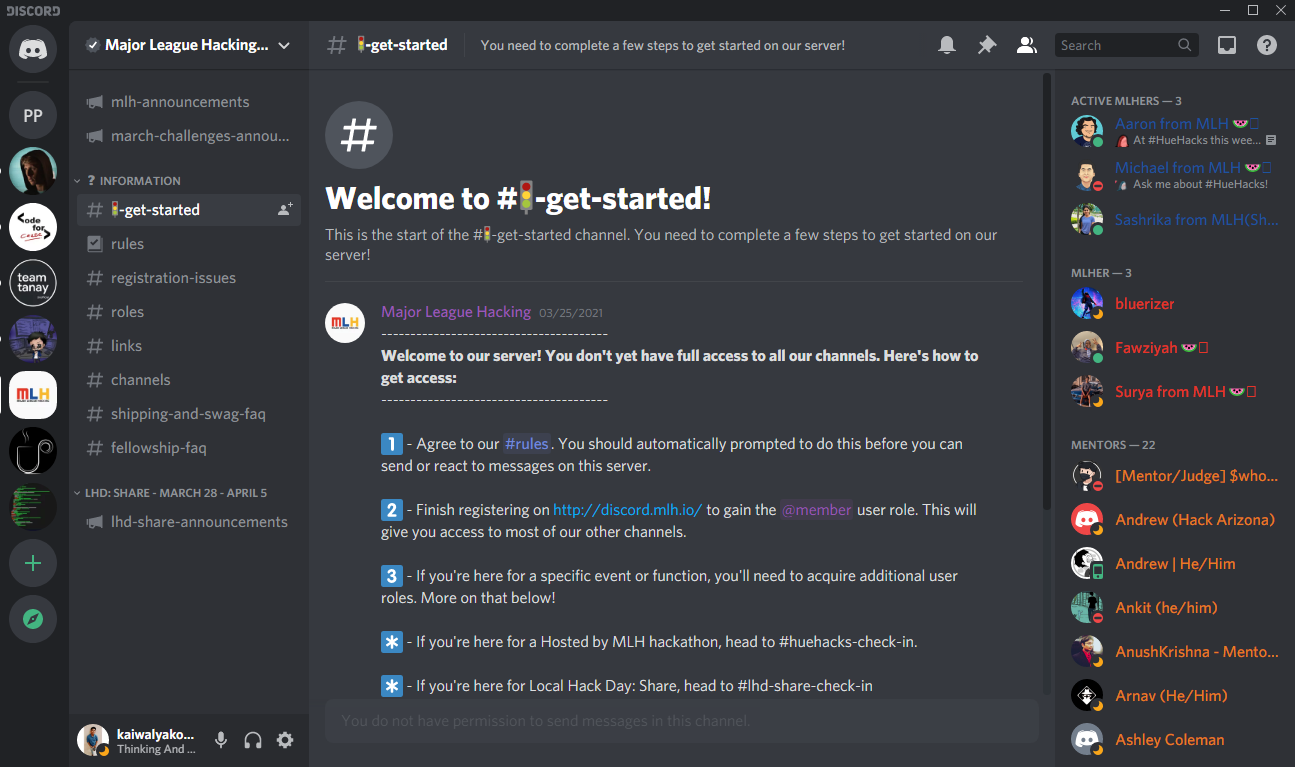 DISCORD
PP
ode
for
Cause
team
tanay
MLH
Major League Hacking...
mlh-announcements
march-challenges-annou...
❓ INFORMATION
🚦-get-started
rules
registration-issues
roles
links
channels
shipping-and-swag-faq
fellowship-faq
LHD: SHARE - MARCH 28 - APRIL 5
lhd-share-announcements
kaiwalyako...
Thinking And ...
# 🚦-get-started
You need to complete a few steps to get started on our server!
Search
Welcome to #🚦-get-started!
This is the start of the #🚦-get-started channel. You need to complete a few steps to get started on our
server!
MLH
Major League Hacking 03/25/2021
---------------------------------------
Welcome to our server! You don't yet have full access to all our channels. Here's how to
get access:
---------------------------------------
1 - Agree to our #rules. You should automatically prompted to do this before you can
send or react to messages on this server.
2 - Finish registering on http://discord.mlh.io/ to gain the @member user role. This will
give you access to most of our other channels.
3 - If you're here for a specific event or function, you'll need to acquire additional user
roles. More on that below!
* - If you're here for a Hosted by MLH hackathon, head to #huehacks-check-in.
* - If you're here for Local Hack Day: Share, head to #lhd-share-check-in
You do not have permission to send messages in this channel.
ACTIVE MLHERS — 3
Aaron from MLH 🍉
At #HueHacks this wee...
Michael from MLH 🍉
Ask me about #HueHacks!
Sashrika from MLH(Sh...
MLHER — 3
bluerizer
Fawziyah 🍉
Surya from MLH 🍉
MENTORS — 22
[Mentor/Judge] $who...
Andrew (Hack Arizona)
Andrew | He/Him
Ankit (he/him)
AnushKrishna - Mento...
Arnav (He/Him)
Ashley Coleman